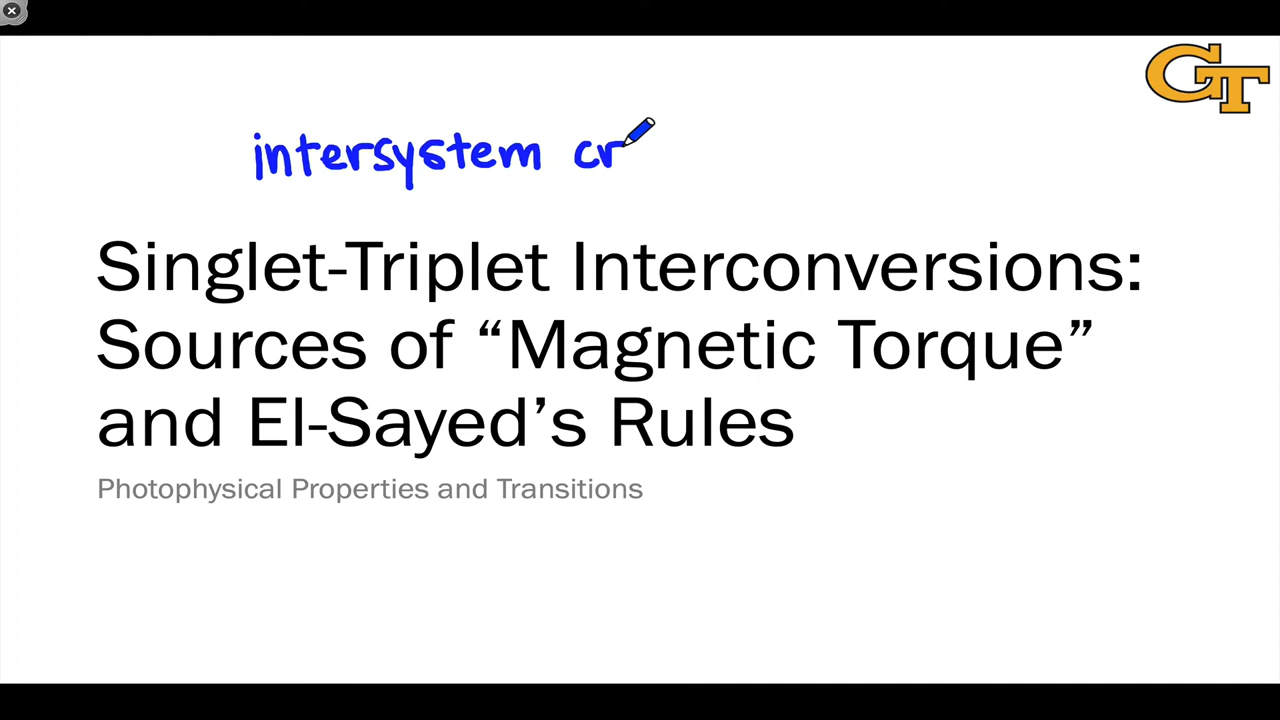 GT
intersystem cr
Singlet-Triplet Interconversions:
Sources of “Magnetic Torque”
and El-Sayed’s Rules
Photophysical Properties and Transitions